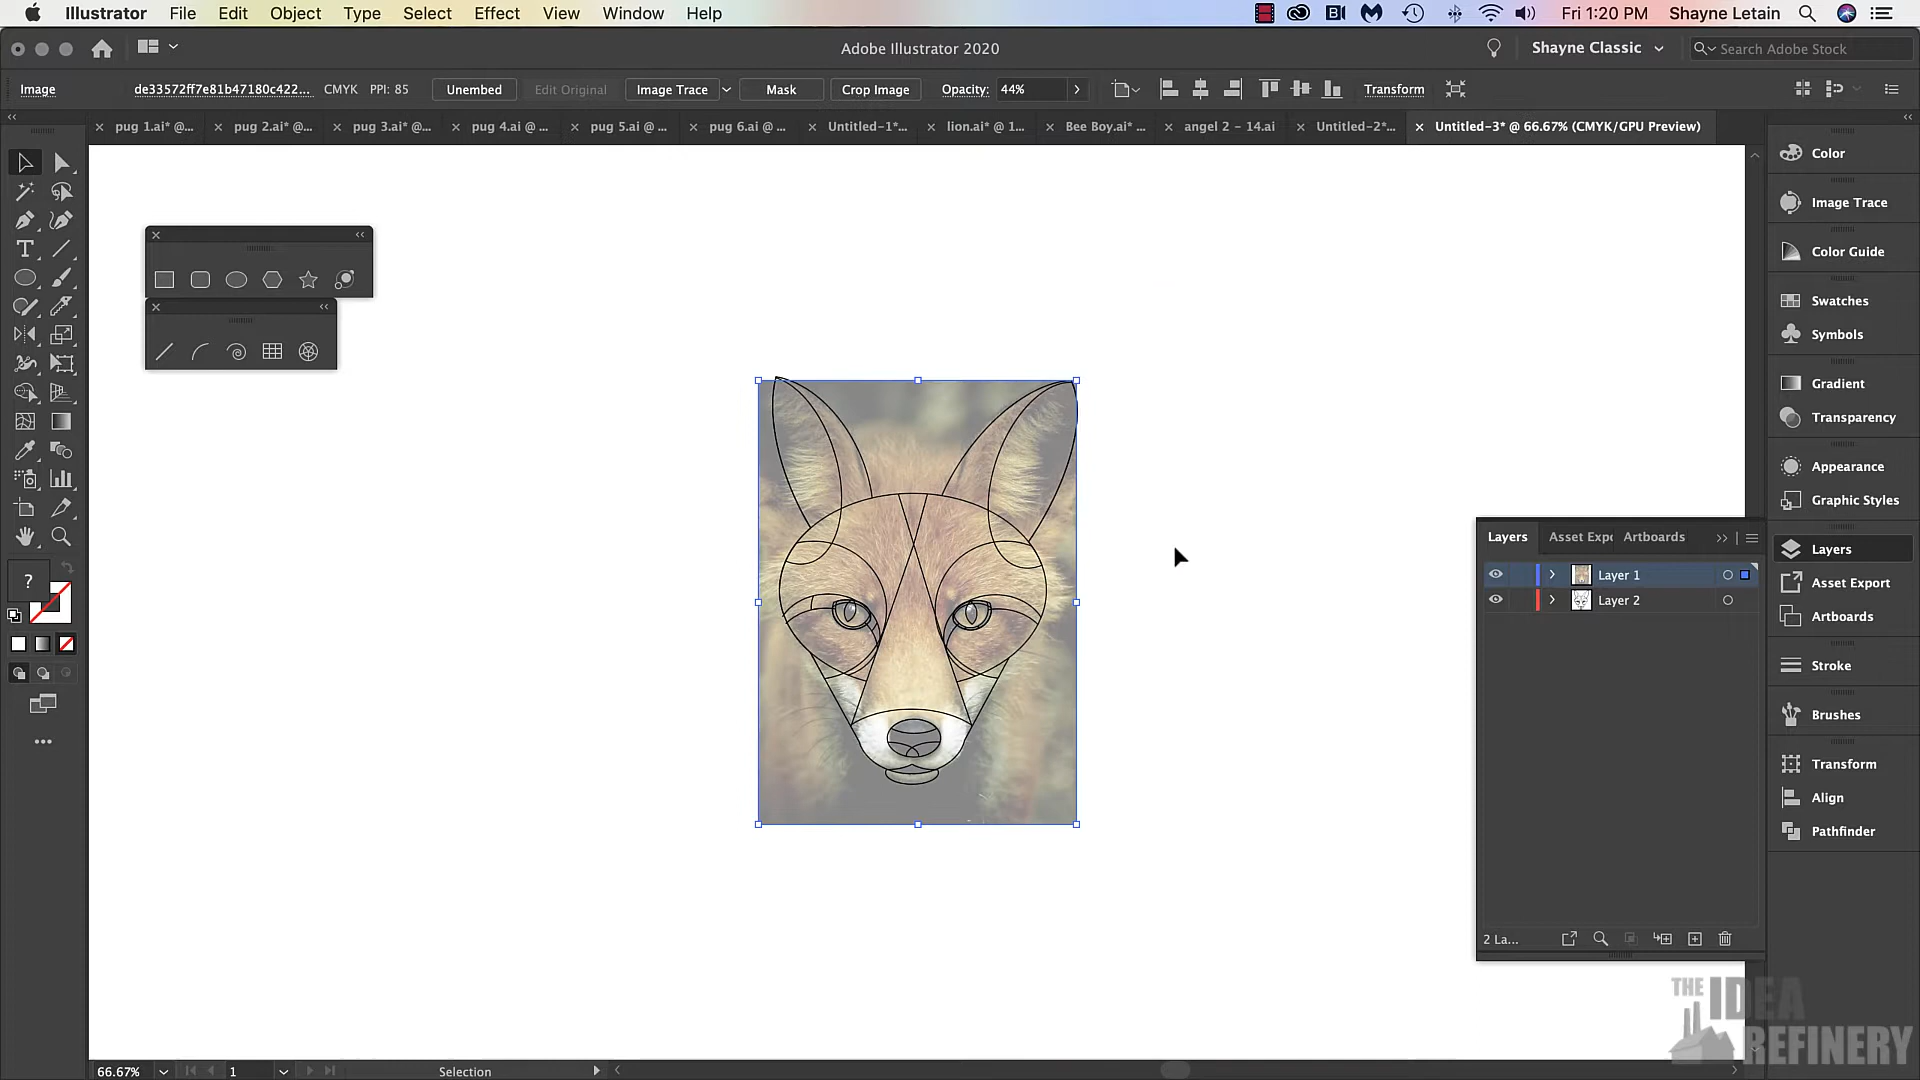 Illustrator File Edit Object Type Select Effect View Window Help Fri 1:20 PM Shayne Letain
Adobe Illustrator 2020 Shayne Classic Search Adobe Stock
Image de33572ff7e81b47180c422... CMYK PPI: 85 Unembed Edit Original Image Trace Mask Crop Image Opacity: 44% Transform
pug 1.ai* @... pug 2.ai* @... pug 3.ai* @... pug 4.ai @ ... pug 5.ai @ ... pug 6.ai @ ... Untitled-1*... lion.ai* @ 1... Bee Boy.ai* ... angel 2 - 14.ai Untitled-2*... Untitled-3* @ 66.67% (CMYK/GPU Preview)
Color
Image Trace
Color Guide
Swatches
Symbols
Gradient
Transparency
Appearance
Graphic Styles
Layers
Asset Export
Artboards
Stroke
Brushes
Transform
Align
Pathfinder
Layers Asset Expo Artboards
Layer 1
Layer 2
2 La...
?
66.67% 1 Selection
THE IDEA
REFINERY